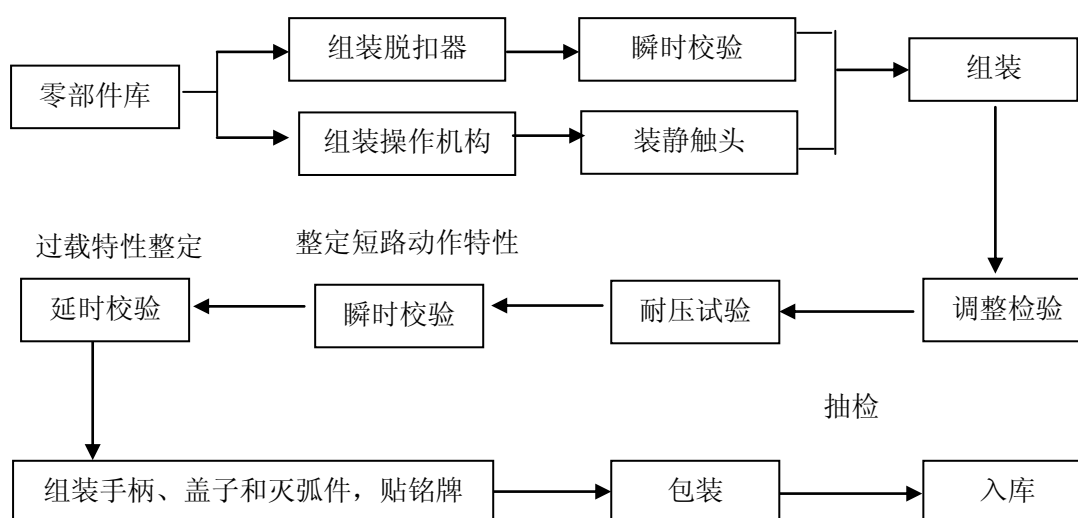 组装脱扣器
瞬时校验
组装
零部件库
组装操作机构
装静触头
过载特性整定
整定短路动作特性
延时校验
瞬时校验
耐压试验
调整检验
抽检
组装手柄、盖子和灭弧件，贴铭牌
包装
入库